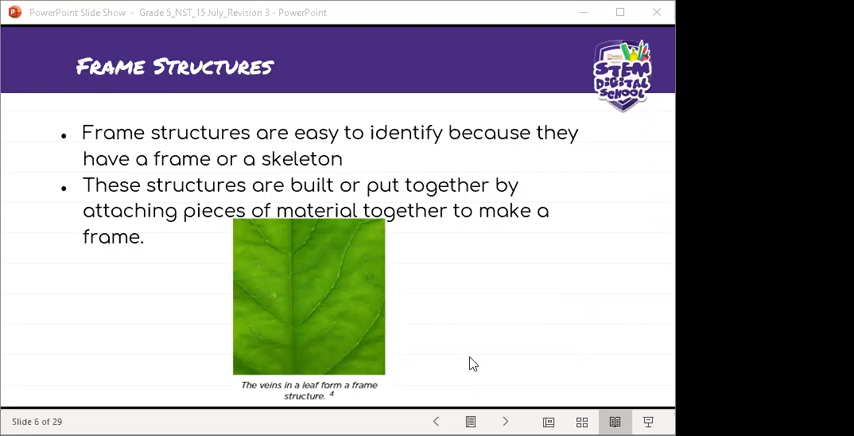 PowerPoint Slide Show - Grade 5_NST_15 July_Revision 3 - PowerPoint
FRAME STRUCTURES
STEM
DIGITAL
SCHOOL
• Frame structures are easy to identify because they
have a frame or a skeleton
• These structures are built or put together by
attaching pieces of material together to make a
frame.
The veins in a leaf form a frame
structure. 4
Slide 6 of 29